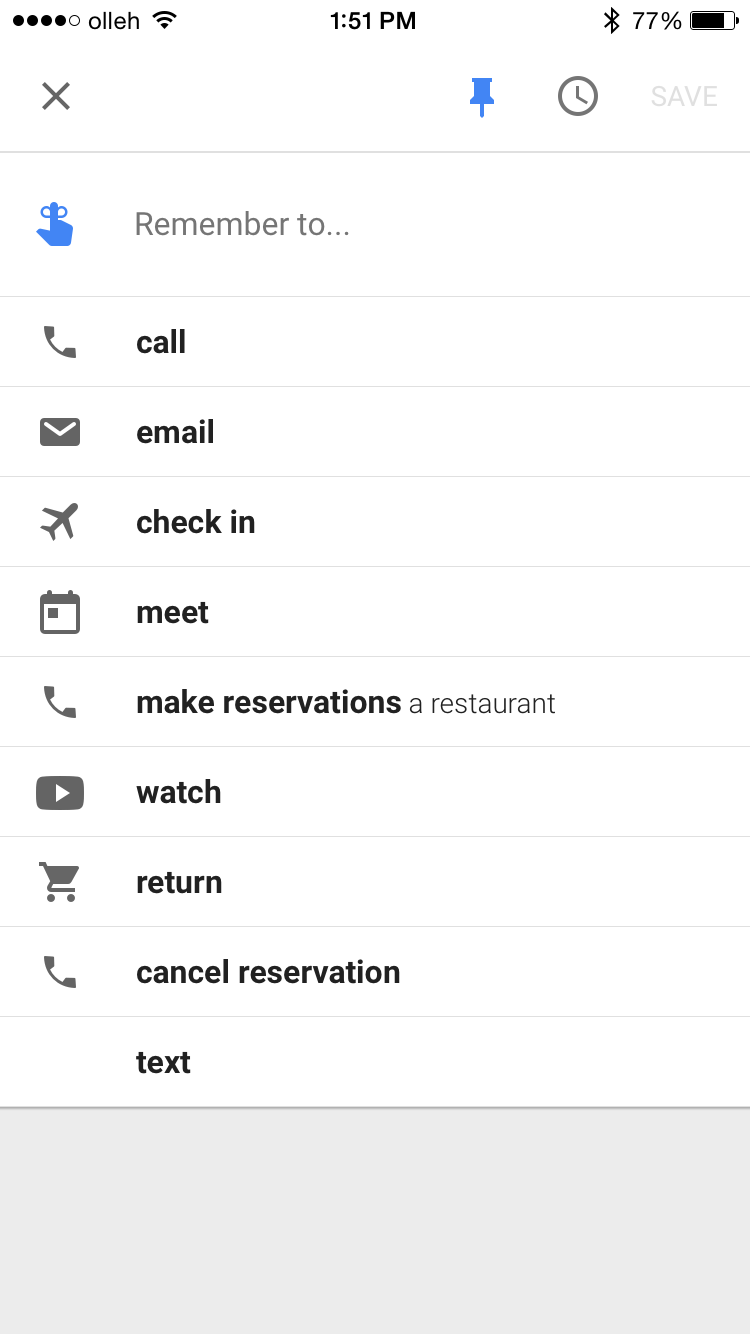 olleh 1:51 PM 77%
SAVE
Remember to...
call
email
check in
meet
make reservations a restaurant
watch
return
cancel reservation
text